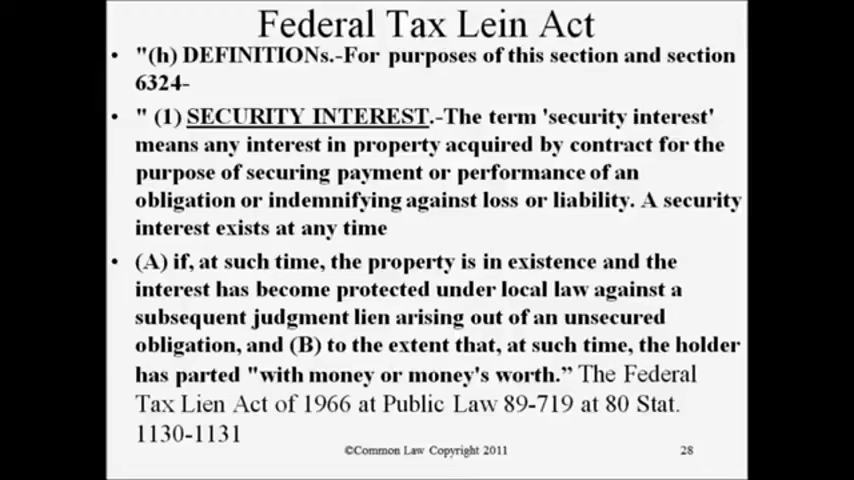 Federal Tax Lein Act
• "(h) DEFINITIONs.-For purposes of this section and section
6324-
• " (1) SECURITY INTEREST.-The term 'security interest'
means any interest in property acquired by contract for the
purpose of securing payment or performance of an
obligation or indemnifying against loss or liability. A security
interest exists at any time
• (A) if, at such time, the property is in existence and the
interest has become protected under local law against a
subsequent judgment lien arising out of an unsecured
obligation, and (B) to the extent that, at such time, the holder
has parted "with money or money's worth.” The Federal
Tax Lien Act of 1966 at Public Law 89-719 at 80 Stat.
1130-1131
©Common Law Copyright 2011
28